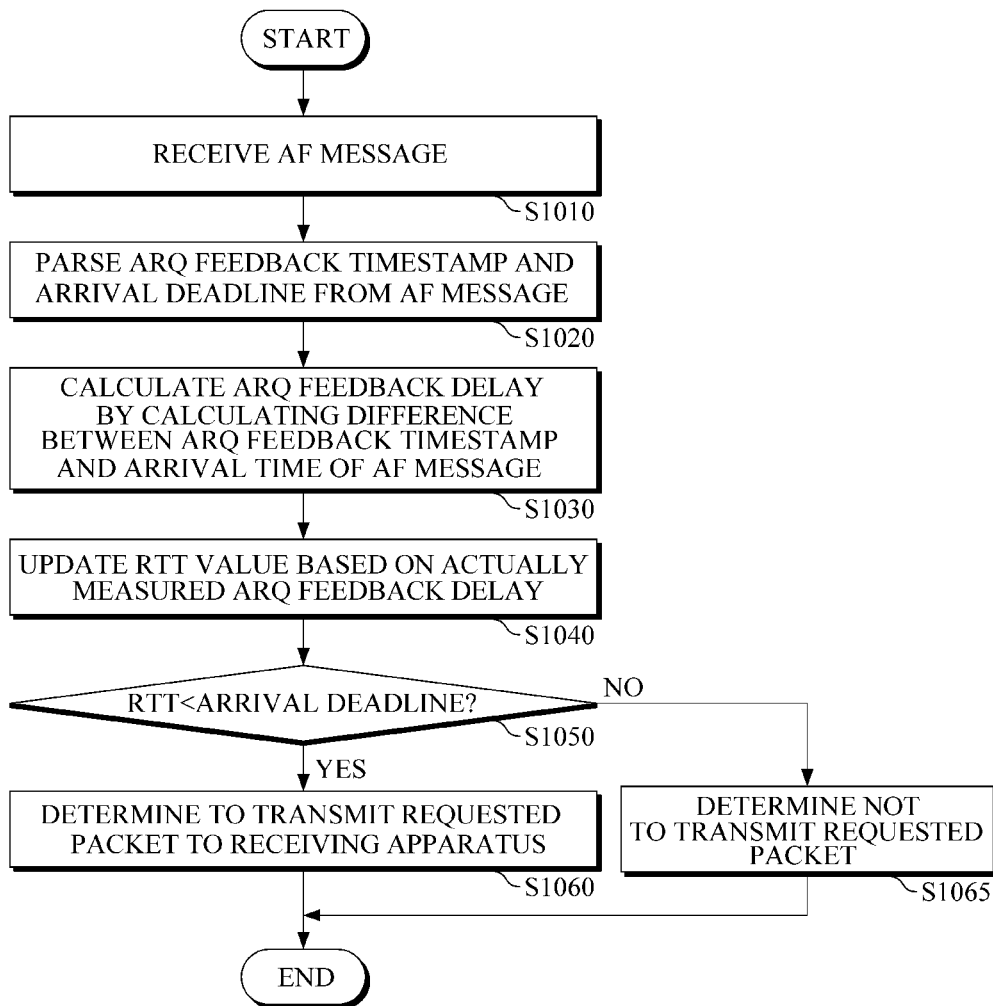 START
RECEIVE AF MESSAGE
S1010
PARSE ARQ FEEDBACK TIMESTAMP AND
ARRIVAL DEADLINE FROM AF MESSAGE
S1020
CALCULATE ARQ FEEDBACK DELAY
BY CALCULATING DIFFERENCE
BETWEEN ARQ FEEDBACK TIMESTAMP
AND ARRIVAL TIME OF AF MESSAGE
S1030
UPDATE RTT VALUE BASED ON ACTUALLY
MEASURED ARQ FEEDBACK DELAY
S1040
RTT<ARRIVAL DEADLINE?
NO
S1050
YES
DETERMINE TO TRANSMIT REQUESTED
PACKET TO RECEIVING APPARATUS
S1060
DETERMINE NOT
TO TRANSMIT REQUESTED
PACKET
S1065
END